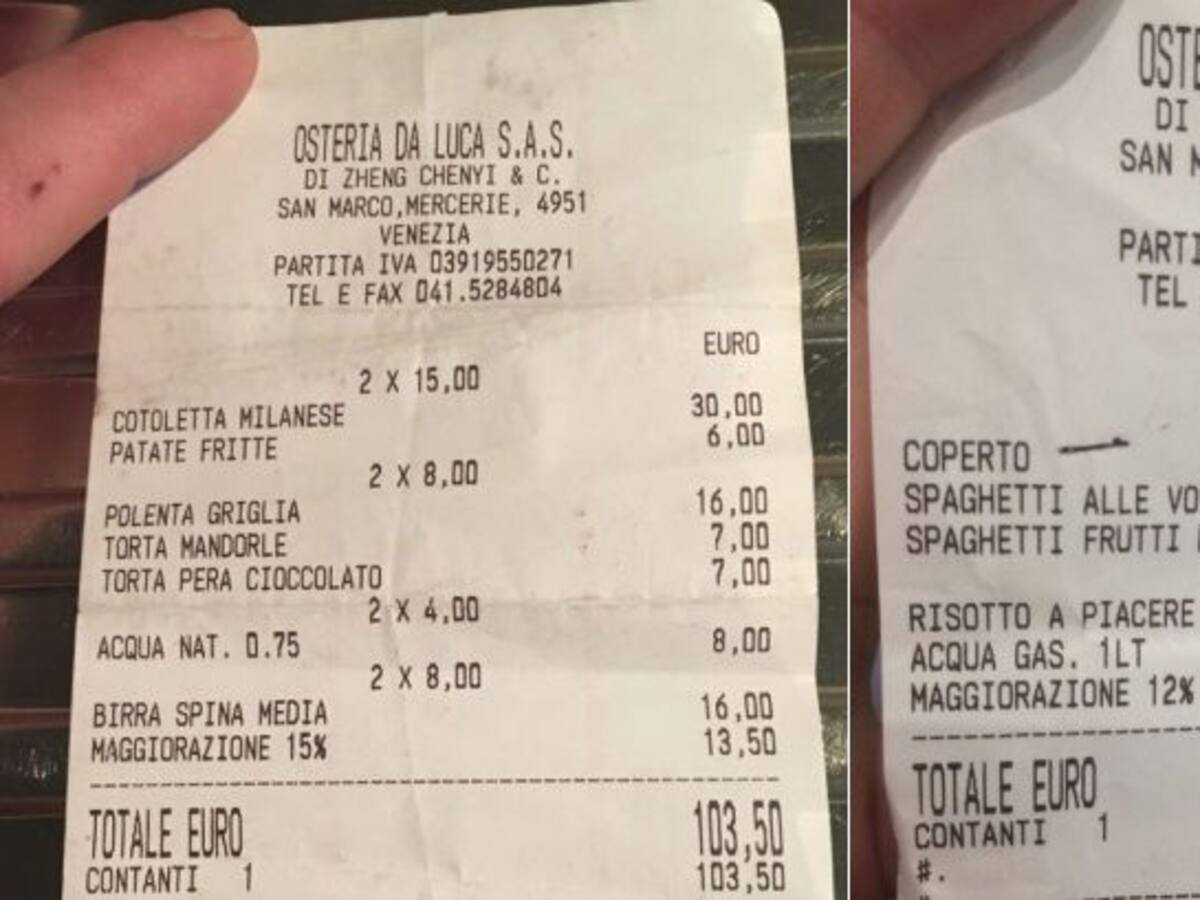 OSTERIA DA LUCA S.A.S.
DI ZHENG CHENYI & C.
SAN MARCO,MERCERIE, 4951
VENEZIA
PARTITA IVA 03919550271
TEL E FAX 041.5284804
EURO
2 X 15,00
COTOLETTA MILANESE 30,00
PATATE FRITTE 6,00
2 X 8,00
POLENTA GRIGLIA 16,00
TORTA MANDORLE 7,00
TORTA PERA CIOCCOLATO 7,00
2 X 4,00
ACQUA NAT. 0.75 8,00
2 X 8,00
BIRRA SPINA MEDIA 16,00
MAGGIORAZIONE 15% 13,50
TOTALE EURO 103,50
CONTANTI 1 103,50
OSTE
DI
SAN M
PARTI
TEL
COPERTO
SPAGHETTI ALLE VO
SPAGHETTI FRUTTI
RISOTTO A PIACERE
ACQUA GAS. 1LT
MAGGIORAZIONE 12%
TOTALE EURO
CONTANTI 1
#.